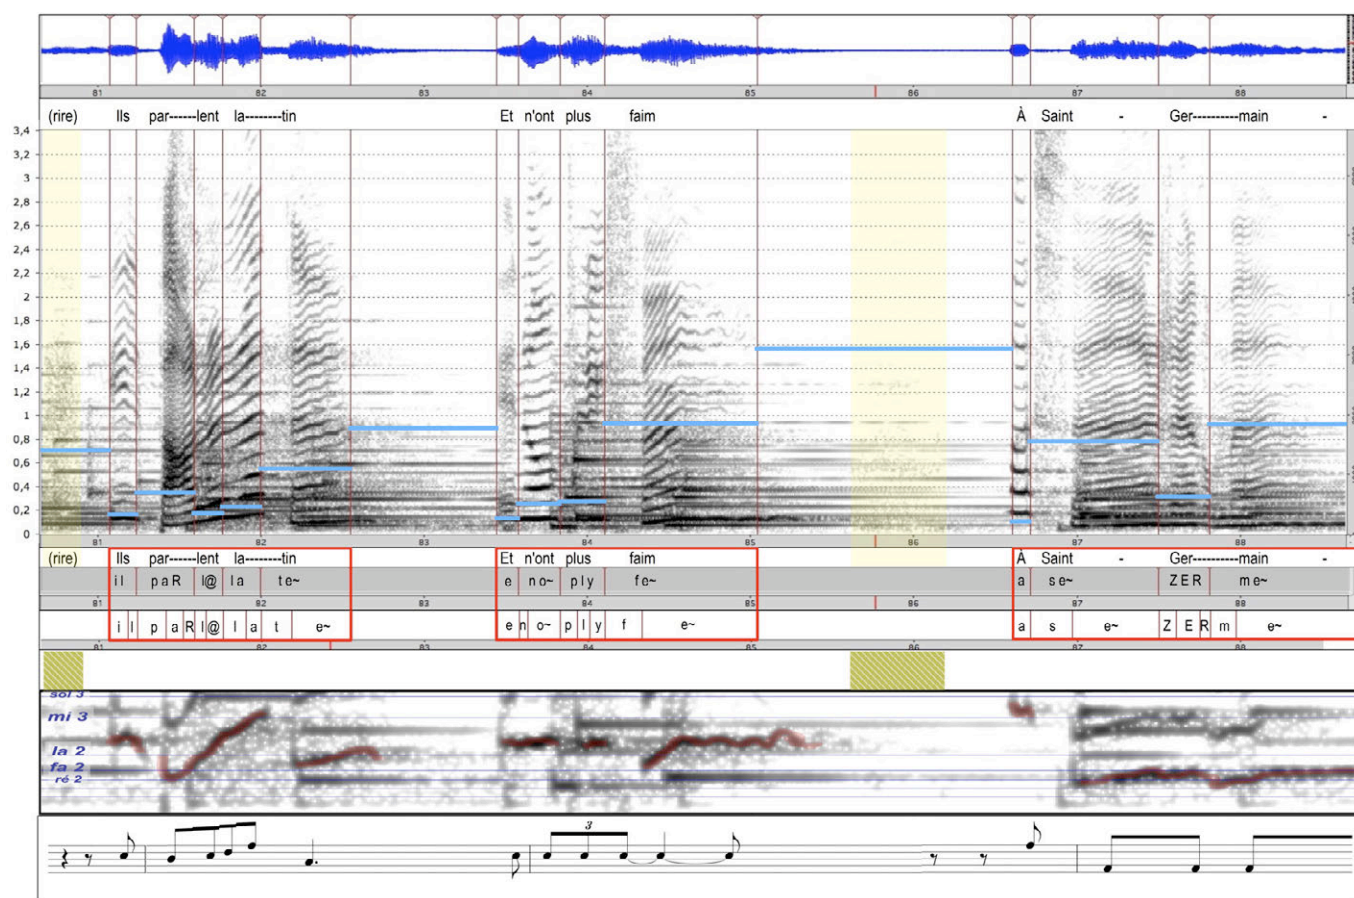 81 82 83 84 85 86 87 88
(rire) Ils par------lent la--------tin Et n'ont plus faim À Saint - Ger----------main -
3,4
3,2
3
2,8
2,6
2,4
2,2
2
1,8
1,6
1,4
1,2
1
0,8
0,6
0,4
0,2
0
81 82 83 84 85 86 87 88
(rire) Ils par------lent la--------tin Et n'ont plus faim À Saint - Ger----------main -
il paR l@ la te~ e no~ ply fe~ a se~ ZER me~
81 82 83 84 85 86 87 88
i l p a R l @ l a t e~ e n o~ p l y f e~ a s e~ Z E R m e~
81 82 83 84 85 86 87 88
sol 3
mi 3
la 2
fa 2
ré 2
3